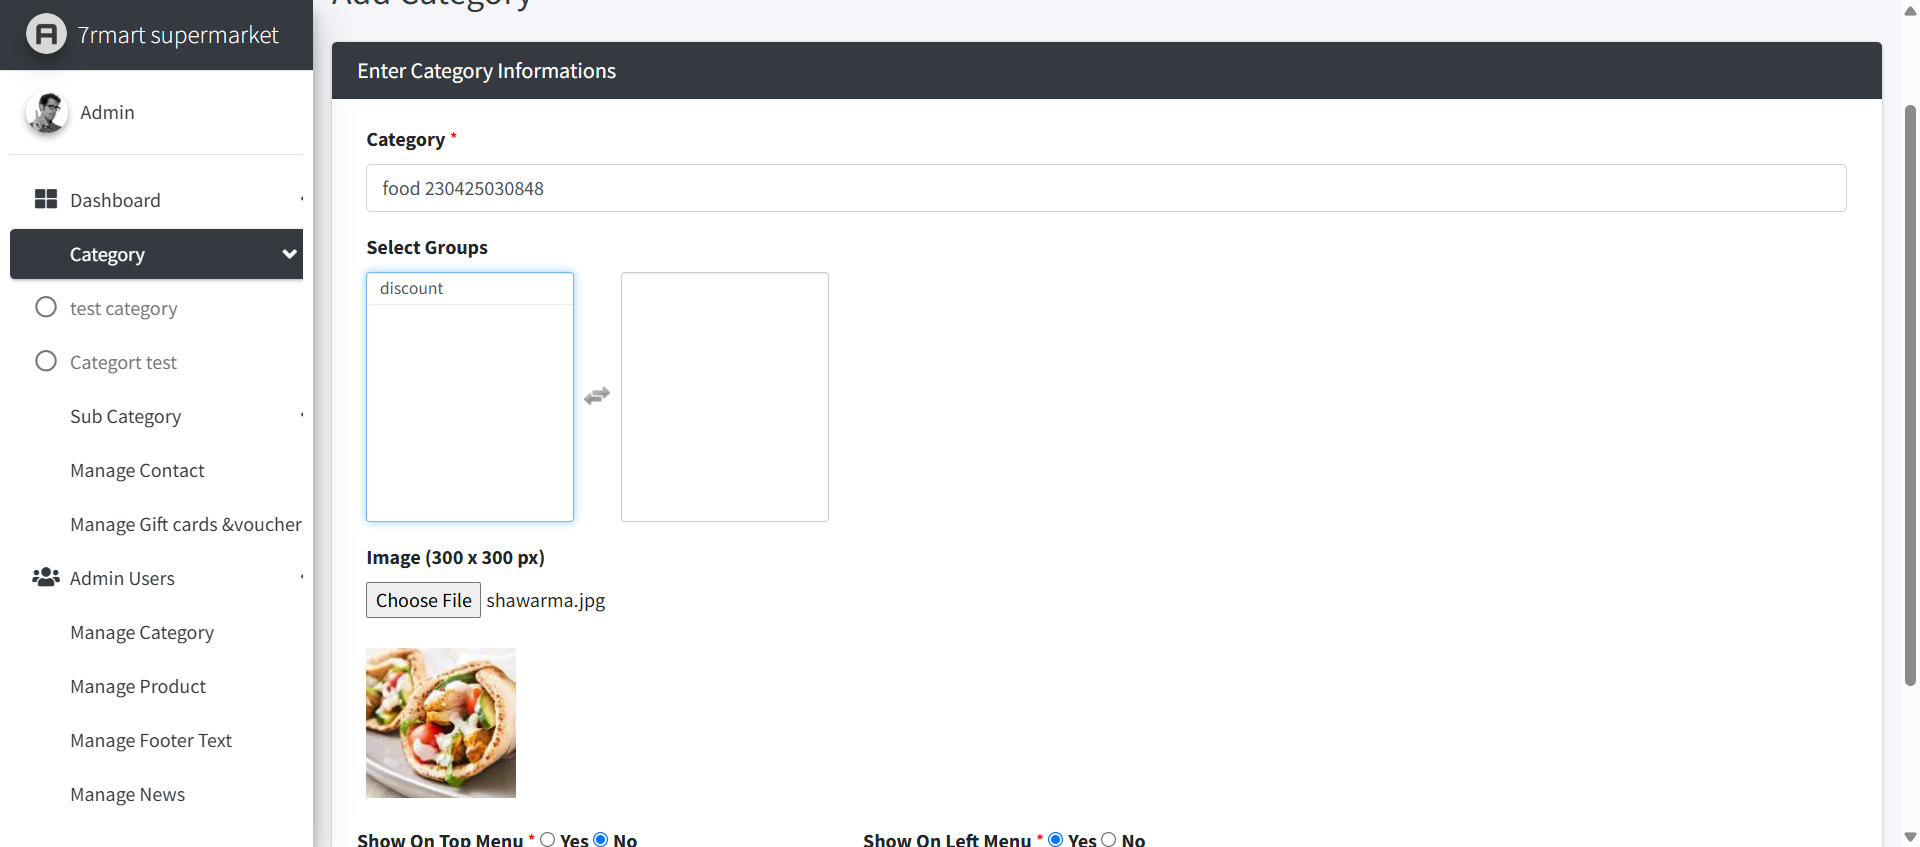 7rmart supermarket
Admin
Dashboard
Category
test category
Categort test
Sub Category
Manage Contact
Manage Gift cards &voucher
Admin Users
Manage Category
Manage Product
Manage Footer Text
Manage News
Add Category
Enter Category Informations
Category *
food 230425030848
Select Groups
discount
Image (300 x 300 px)
Choose File shawarma.jpg
Show On Top Menu * Yes No
Show On Left Menu * Yes No